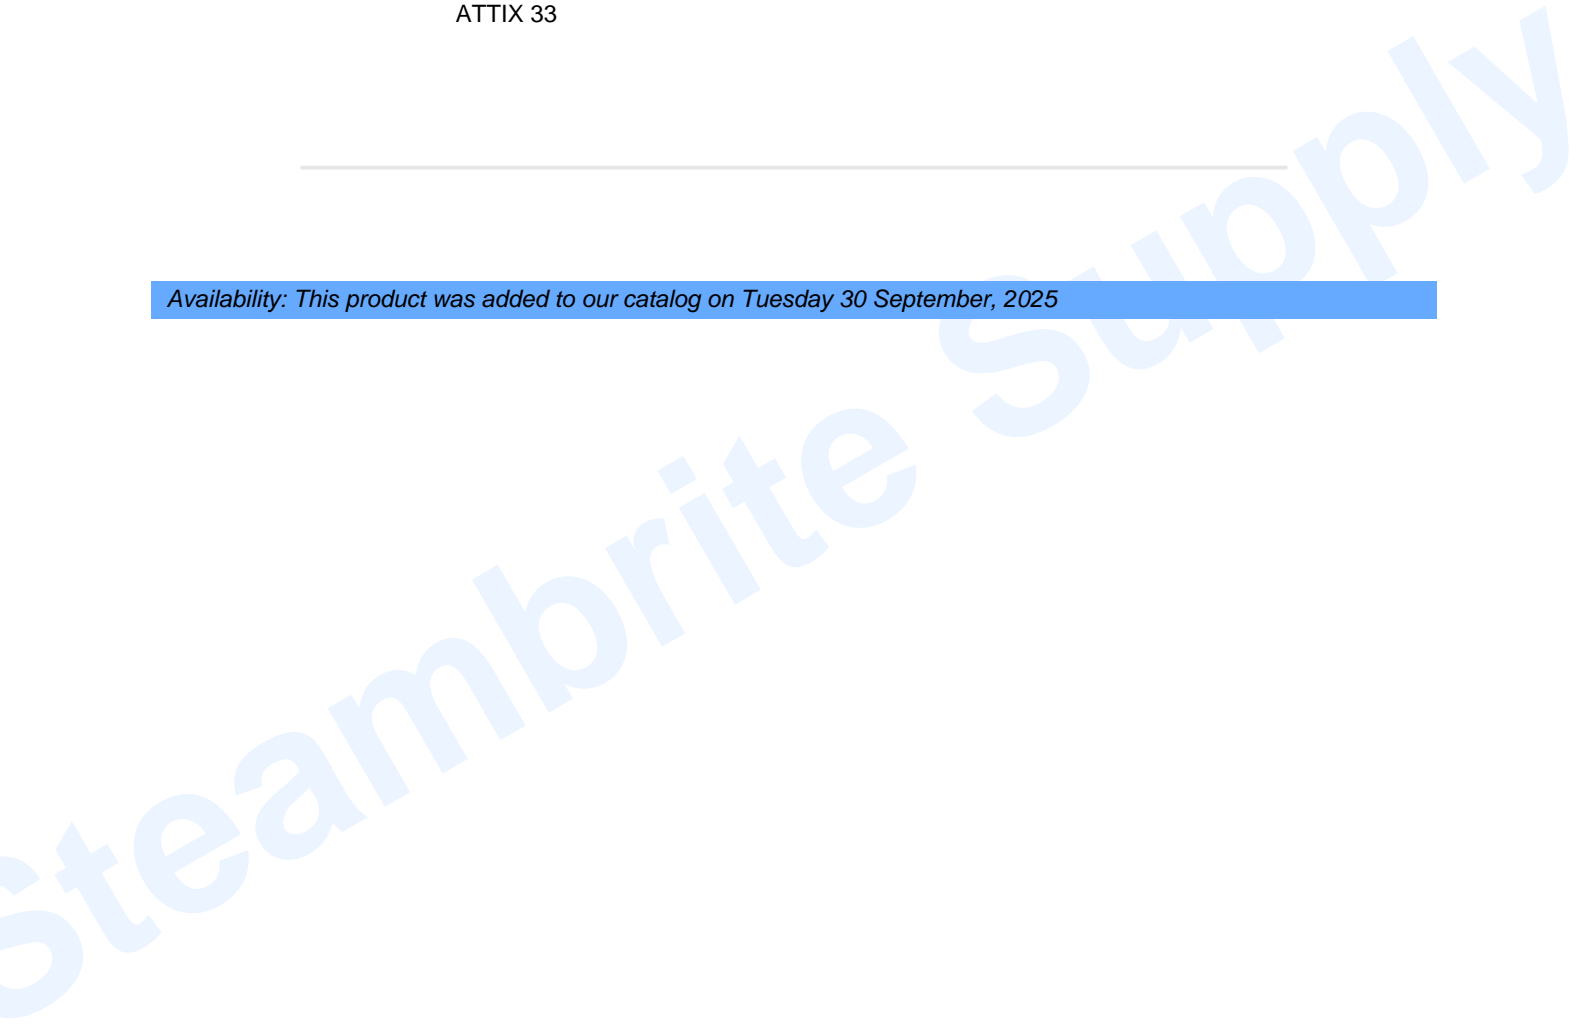 ATTIX 33
Availability: This product was added to our catalog on Tuesday 30 September, 2025
Steambrite Supply